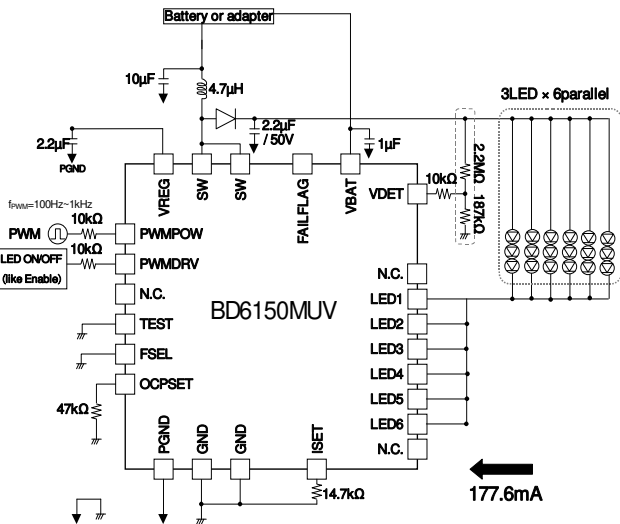 Battery or adapter
10μF
4.7μH
3LED × 6parallel
2.2μF
/ 50V
1μF
2.2μF
PGND
2.2MΩ
187kΩ
10kΩ
VREG
SW
SW
FAILFLAG
VBAT
VDET
fPWM=100Hz~1kHz
10kΩ
PWM
PWMPOW
10kΩ
LED ON/OFF
(like Enable)
PWMDRV
N.C.
N.C.
LED1
BD6150MUV
TEST
LED2
FSEL
LED3
OCPSET
LED4
47kΩ
LED5
LED6
N.C.
PGND
GND
GND
ISET
14.7kΩ
177.6mA